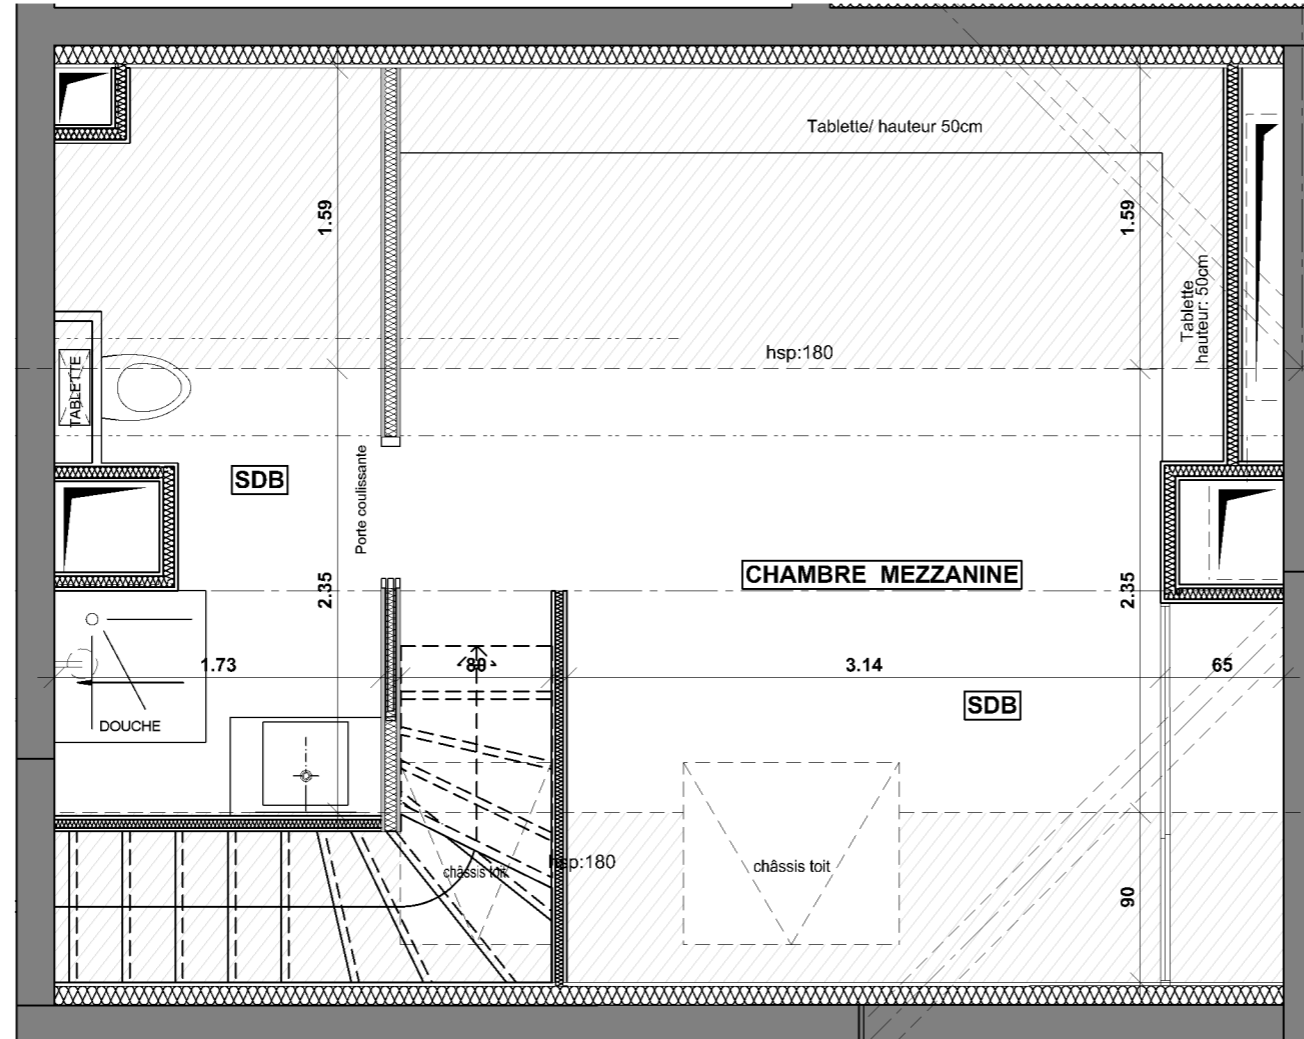 Tablette/ hauteur 50cm
1.59
1.59
Tablette
hauteur: 50cm
hsp:180
TABLETTE
SDB
Porte coulissante
CHAMBRE MEZZANINE
2.35
2.35
1.73
80
3.14
65
SDB
DOUCHE
châssis toit
hsp:180
châssis toit
90